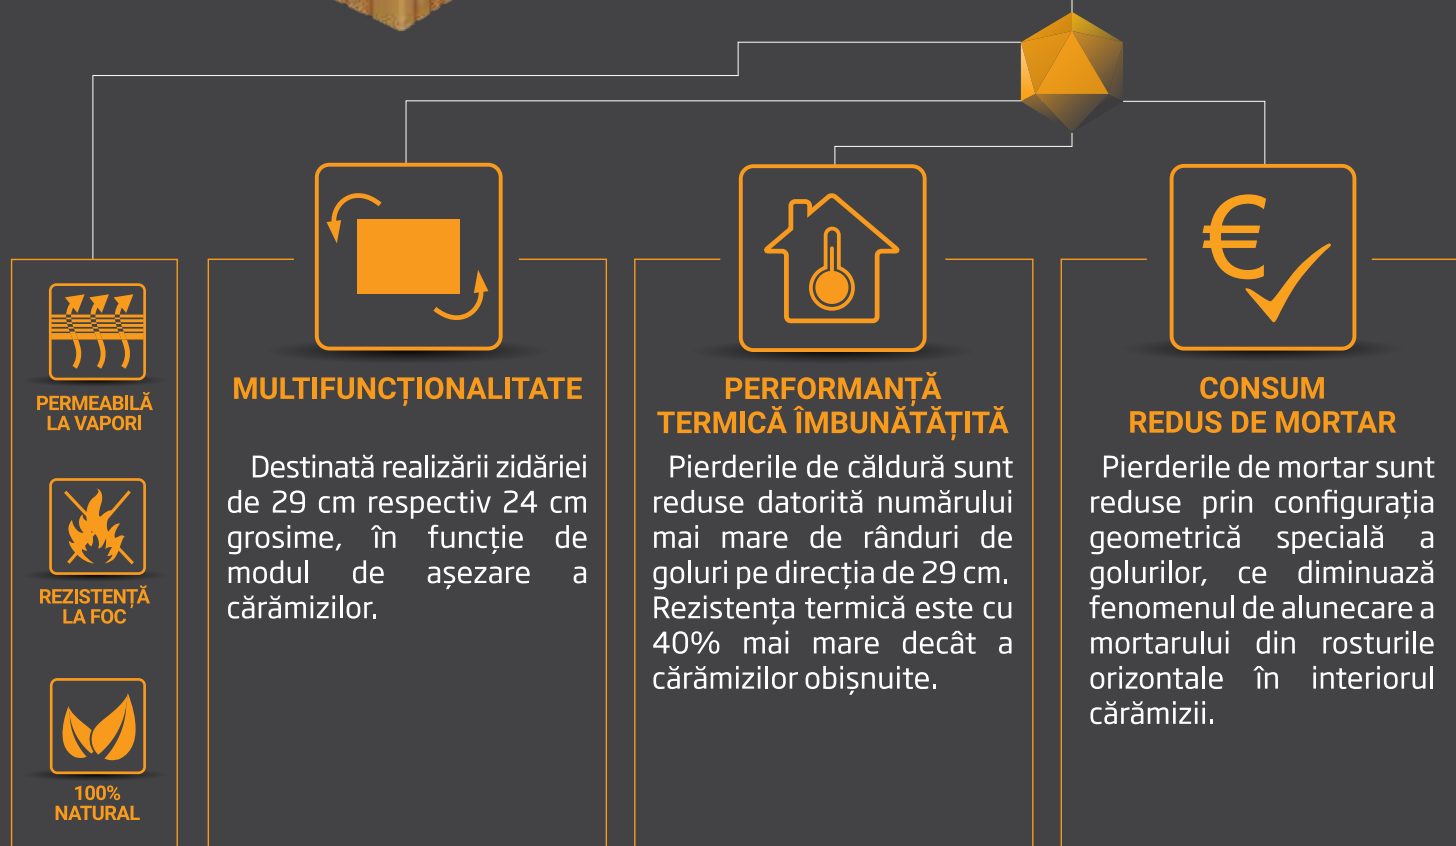 PERMEABILĂ
LA VAPORI
REZISTENȚĂ
LA FOC
100%
NATURAL
MULTIFUNCȚIONALITATE
Destinată realizării zidăriei
de 29 cm respectiv 24 cm
grosime, în funcție de
modul de așezare a
cărămizilor.
PERFORMANȚĂ
TERMICĂ ÎMBUNĂTĂȚITĂ
Pierderile de căldură sunt
reduse datorită numărului
mai mare de rânduri de
goluri pe direcția de 29 cm.
Rezistența termică este cu
40% mai mare decât a
cărămizilor obișnuite.
€
CONSUM
REDUS DE MORTAR
Pierderile de mortar sunt
reduse prin configurația
geometrică specială a
golurilor, ce diminuază
fenomenul de alunecare a
mortarului din rosturile
orizontale în interiorul
cărămizii.